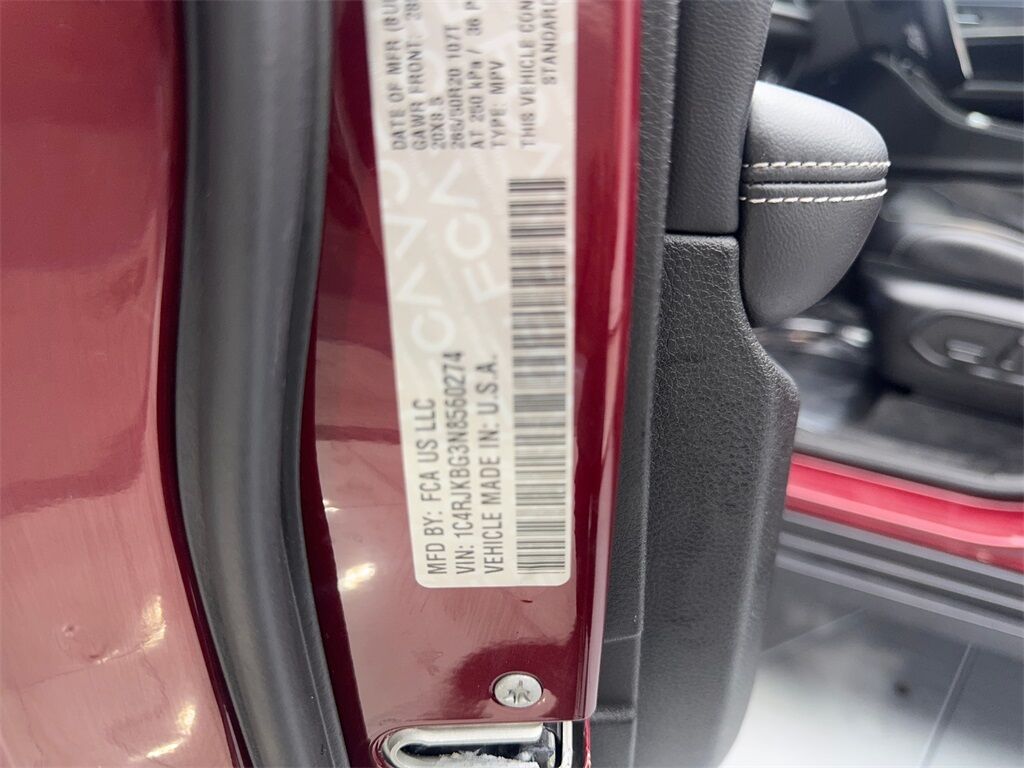 MFD BY: FCA US LLC
VIN: 1C4RJKBG3N8560274
VEHICLE MADE IN: U.S.A.
DATE OF MFR
GAWR FRONT:
20X8.5
265/50R20 107T
AT 250 kPa / 36 P
TYPE: MPV
THIS VEHICLE CON
STANDARD
FCA